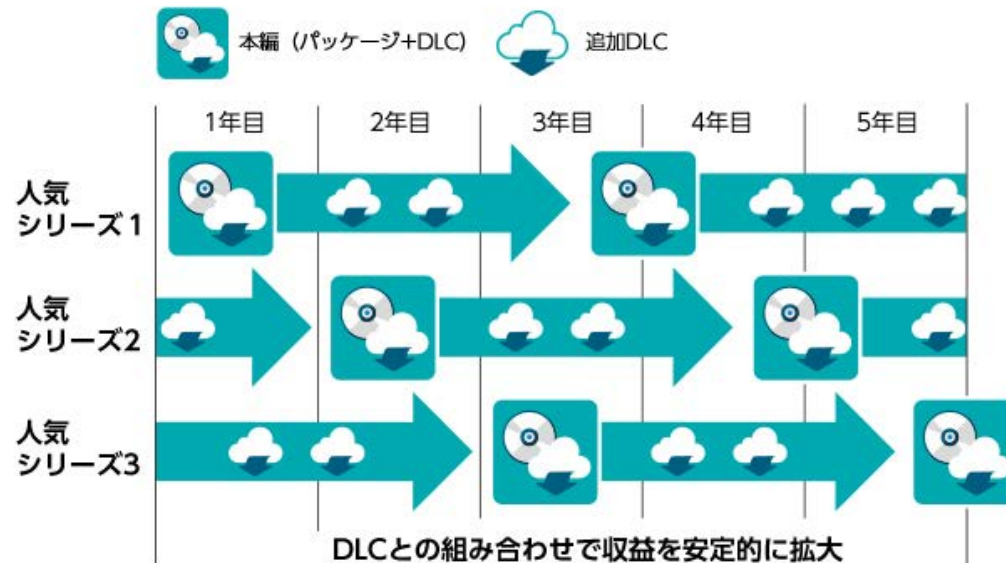 本編（パッケージ+DLC）
追加DLC
1年目
2年目
3年目
4年目
5年目
人気
シリーズ1
人気
シリーズ2
人気
シリーズ3
DLCとの組み合わせで収益を安定的に拡大